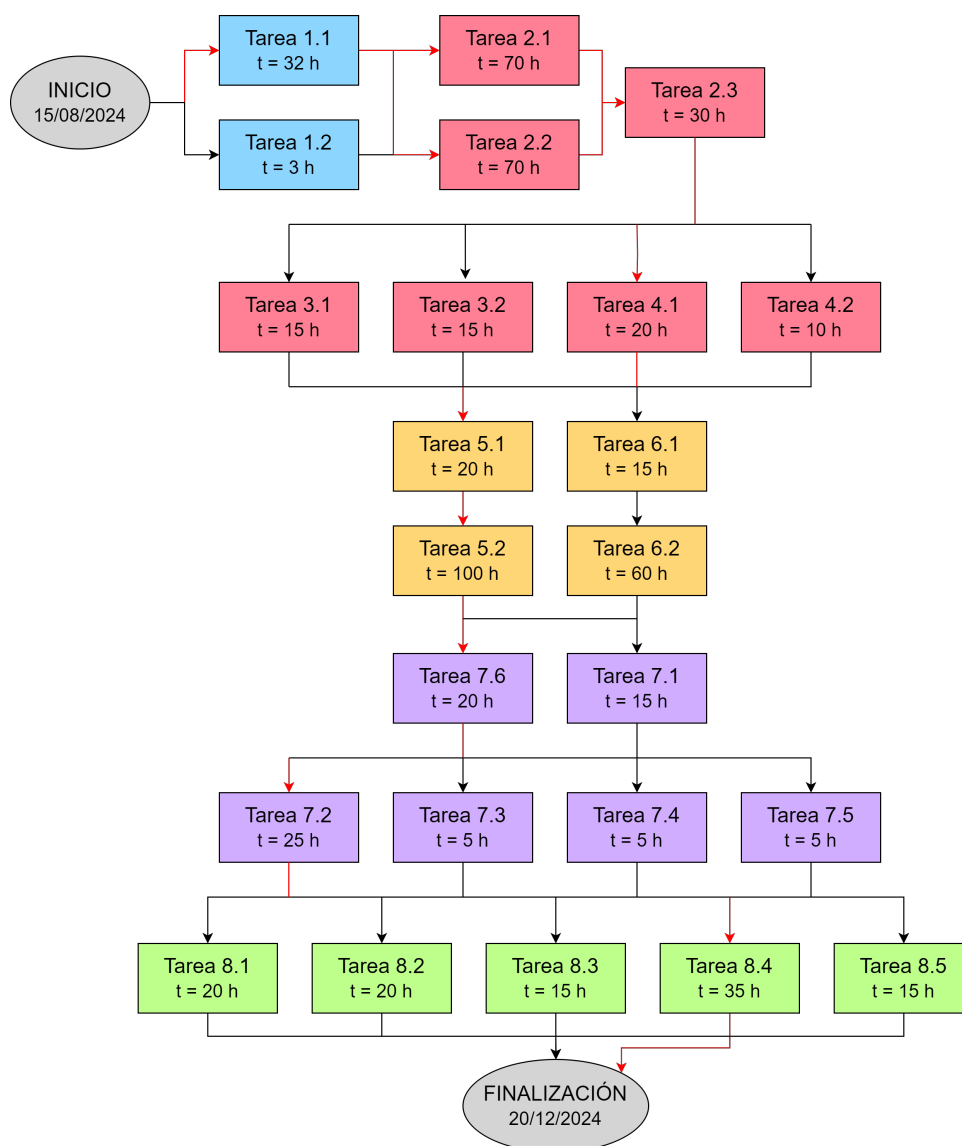 INICIO
15/08/2024
Tarea 1.1
t = 32 h
Tarea 1.2
t = 3 h
Tarea 2.1
t = 70 h
Tarea 2.2
t = 70 h
Tarea 2.3
t = 30 h
Tarea 3.1
t = 15 h
Tarea 3.2
t = 15 h
Tarea 4.1
t = 20 h
Tarea 4.2
t = 10 h
Tarea 5.1
t = 20 h
Tarea 6.1
t = 15 h
Tarea 5.2
t = 100 h
Tarea 6.2
t = 60 h
Tarea 7.6
t = 20 h
Tarea 7.1
t = 15 h
Tarea 7.2
t = 25 h
Tarea 7.3
t = 5 h
Tarea 7.4
t = 5 h
Tarea 7.5
t = 5 h
Tarea 8.1
t = 20 h
Tarea 8.2
t = 20 h
Tarea 8.3
t = 15 h
Tarea 8.4
t = 35 h
Tarea 8.5
t = 15 h
FINALIZACIÓN
20/12/2024